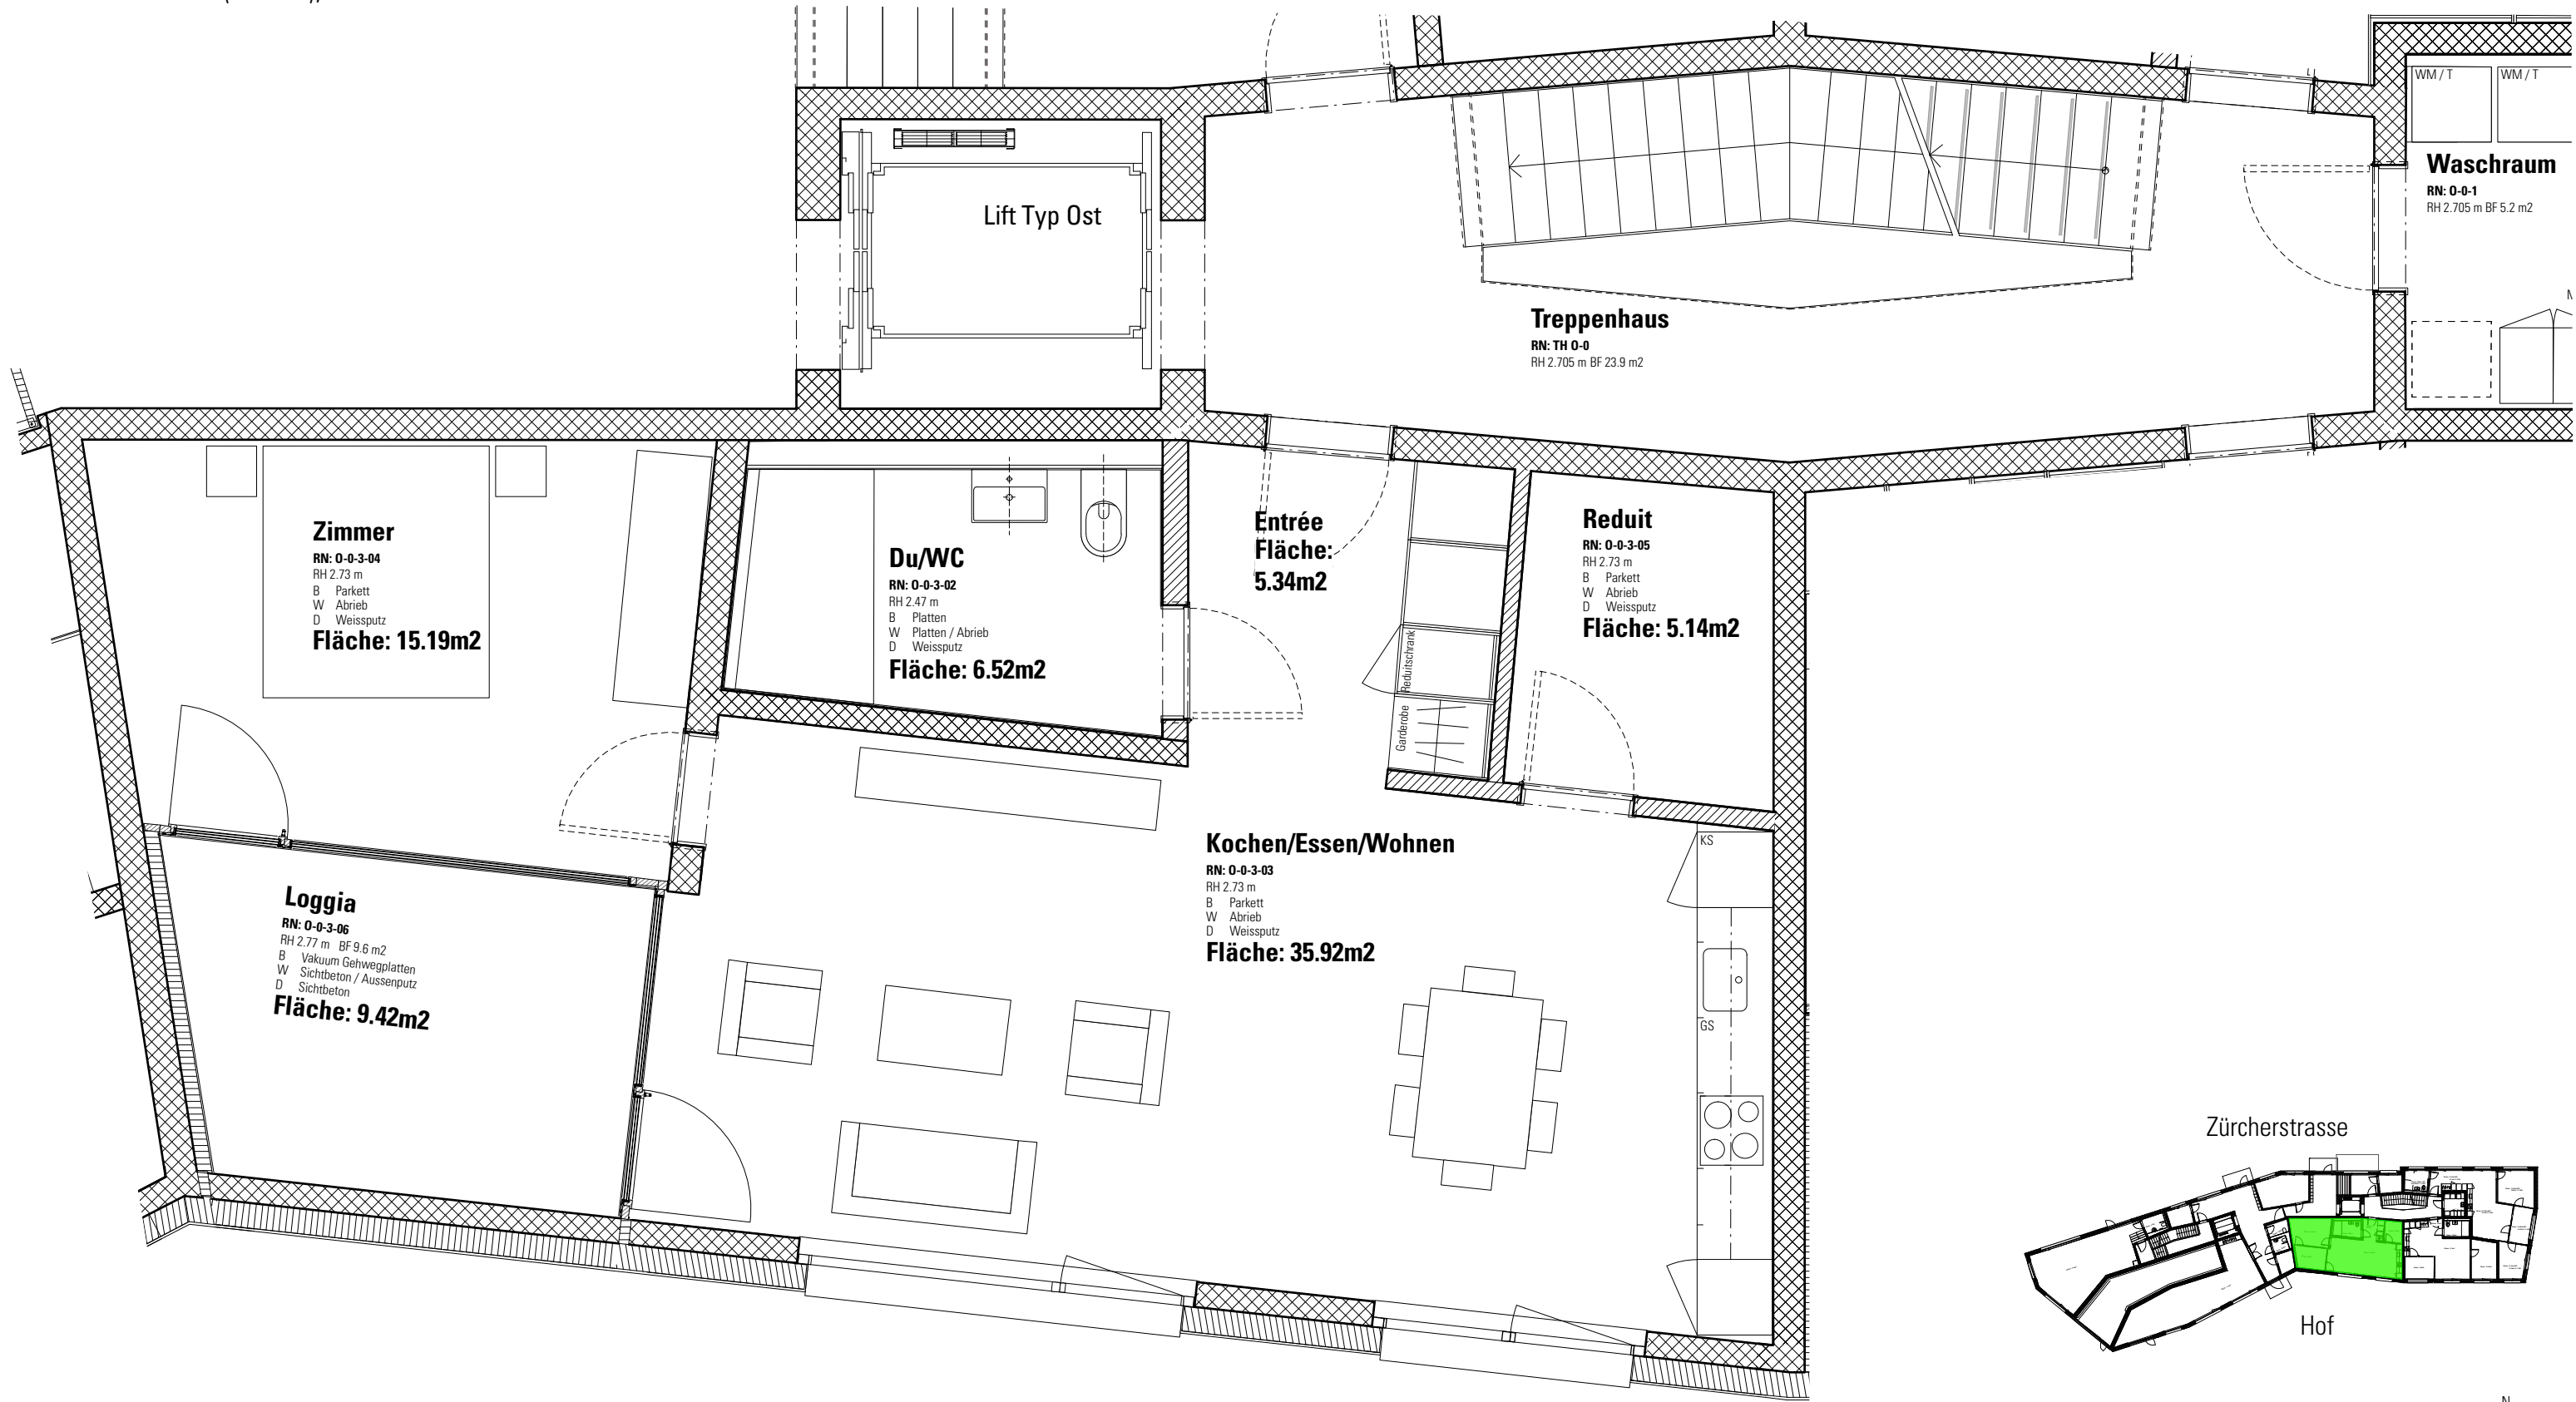 Lift Typ Ost
WM / T
WM / T
Waschraum
RN: O-0-1
RH 2.705 m BF 5.2 m2
Treppenhaus
RN: TH O-0
RH 2.705 m BF 23.9 m2
Zimmer
RN: O-0-3-04
RH 2.73 m
B Parkett
W Abrieb
D Weissputz
Fläche: 15.19m2
Du/WC
RN: O-0-3-02
RH 2.47 m
B Platten
W Platten / Abrieb
D Weissputz
Fläche: 6.52m2
Entrée
Fläche:
5.34m2
Reduitschrank
Garderobe
Reduit
RN: O-0-3-05
RH 2.73 m
B Parkett
W Abrieb
D Weissputz
Fläche: 5.14m2
Loggia
RN: O-0-3-06
RH 2.77 m BF 9.6 m2
B Vakuum Gehwegplatten
W Sichtbeton / Aussenputz
D Sichtbeton
Fläche: 9.42m2
Kochen/Essen/Wohnen
RN: O-0-3-03
RH 2.73 m
B Parkett
W Abrieb
D Weissputz
Fläche: 35.92m2
KS
GS
Zürcherstrasse
Hof